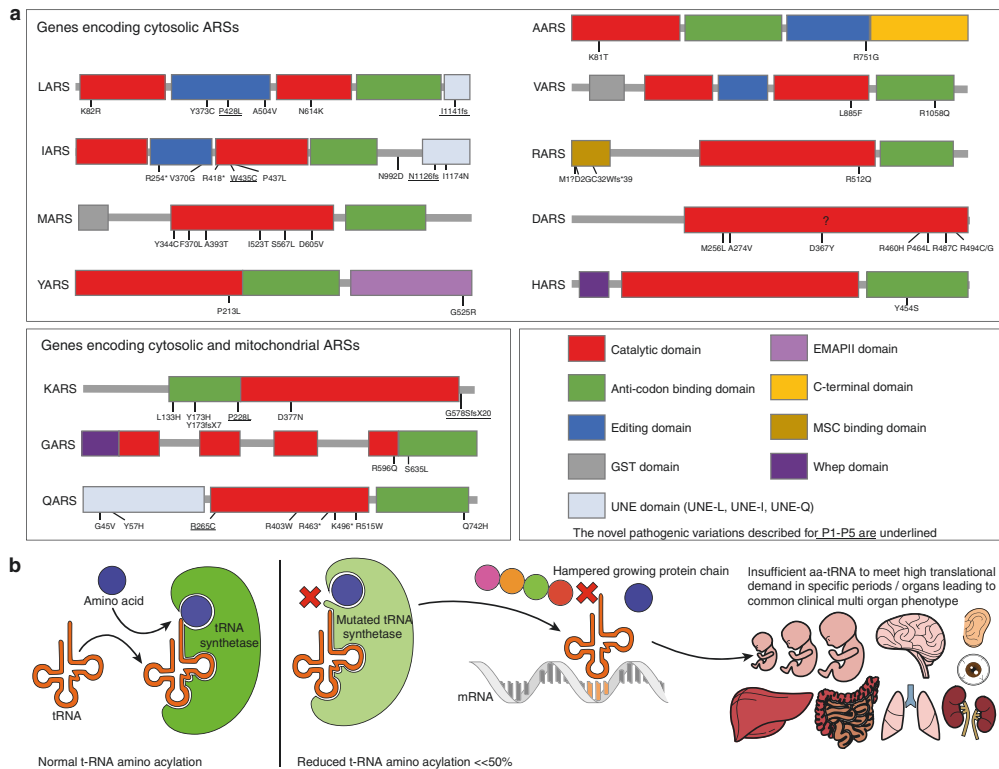 a
Genes encoding cytosolic ARSs
LARS
K82R
Y373C
P428L
A504V
N614K
I1141fs
IARS
R254* V370G
R418*
W435C
P437L
N992D
N1126fs
I1174N
MARS
Y344C
F370L
A393T
I523T
S567L
D605V
YARS
P213L
G525R
AARS
K81T
R751G
VARS
L885F
R1058Q
RARS
M1?D2GC32Wfs*39
R512Q
DARS
?
M256L
A274V
D367Y
R460H
P464L
R487C
R494C/G
HARS
Y454S
Genes encoding cytosolic and mitochondrial ARSs
KARS
L133H
Y173H
Y173fsX7
P228L
D377N
G578SfsX20
GARS
R596Q
S635L
QARS
G45V
Y57H
R265C
R403W
R463*
K496*
R515W
Q742H
Catalytic domain
Anti-codon binding domain
Editing domain
GST domain
UNE domain (UNE-L, UNE-I, UNE-Q)
EMAPII domain
C-terminal domain
MSC binding domain
Whep domain
The novel pathogenic variations described for P1-P5 are underlined
b
Amino acid
tRNA
synthetase
tRNA
Normal t-RNA amino acylation
Mutated tRNA
synthetase
Reduced t-RNA amino acylation <<50%
Hampered growing protein chain
mRNA
Insufficient aa-tRNA to meet high translational
demand in specific periods / organs leading to
common clinical multi organ phenotype